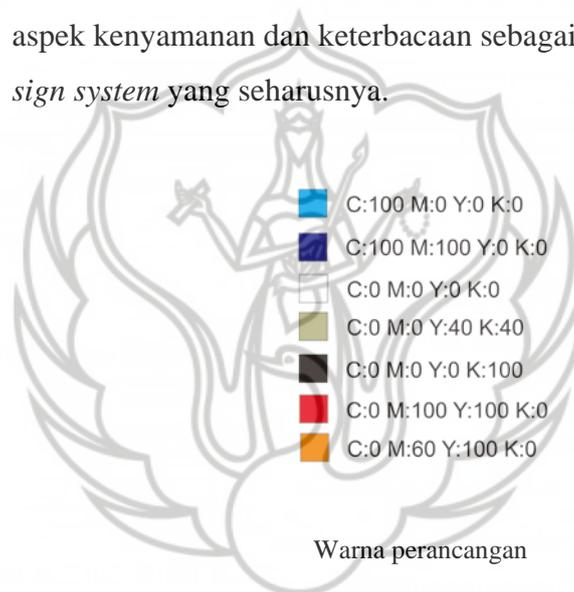 aspek kenyamanan dan keterbacaan sebagai
sign system yang seharusnya.
C:100 M:0 Y:0 K:0
C:100 M:100 Y:0 K:0
C:0 M:0 Y:0 K:0
C:0 M:0 Y:40 K:40
C:0 M:0 Y:0 K:100
C:0 M:100 Y:100 K:0
C:0 M:60 Y:100 K:0
Warna perancangan